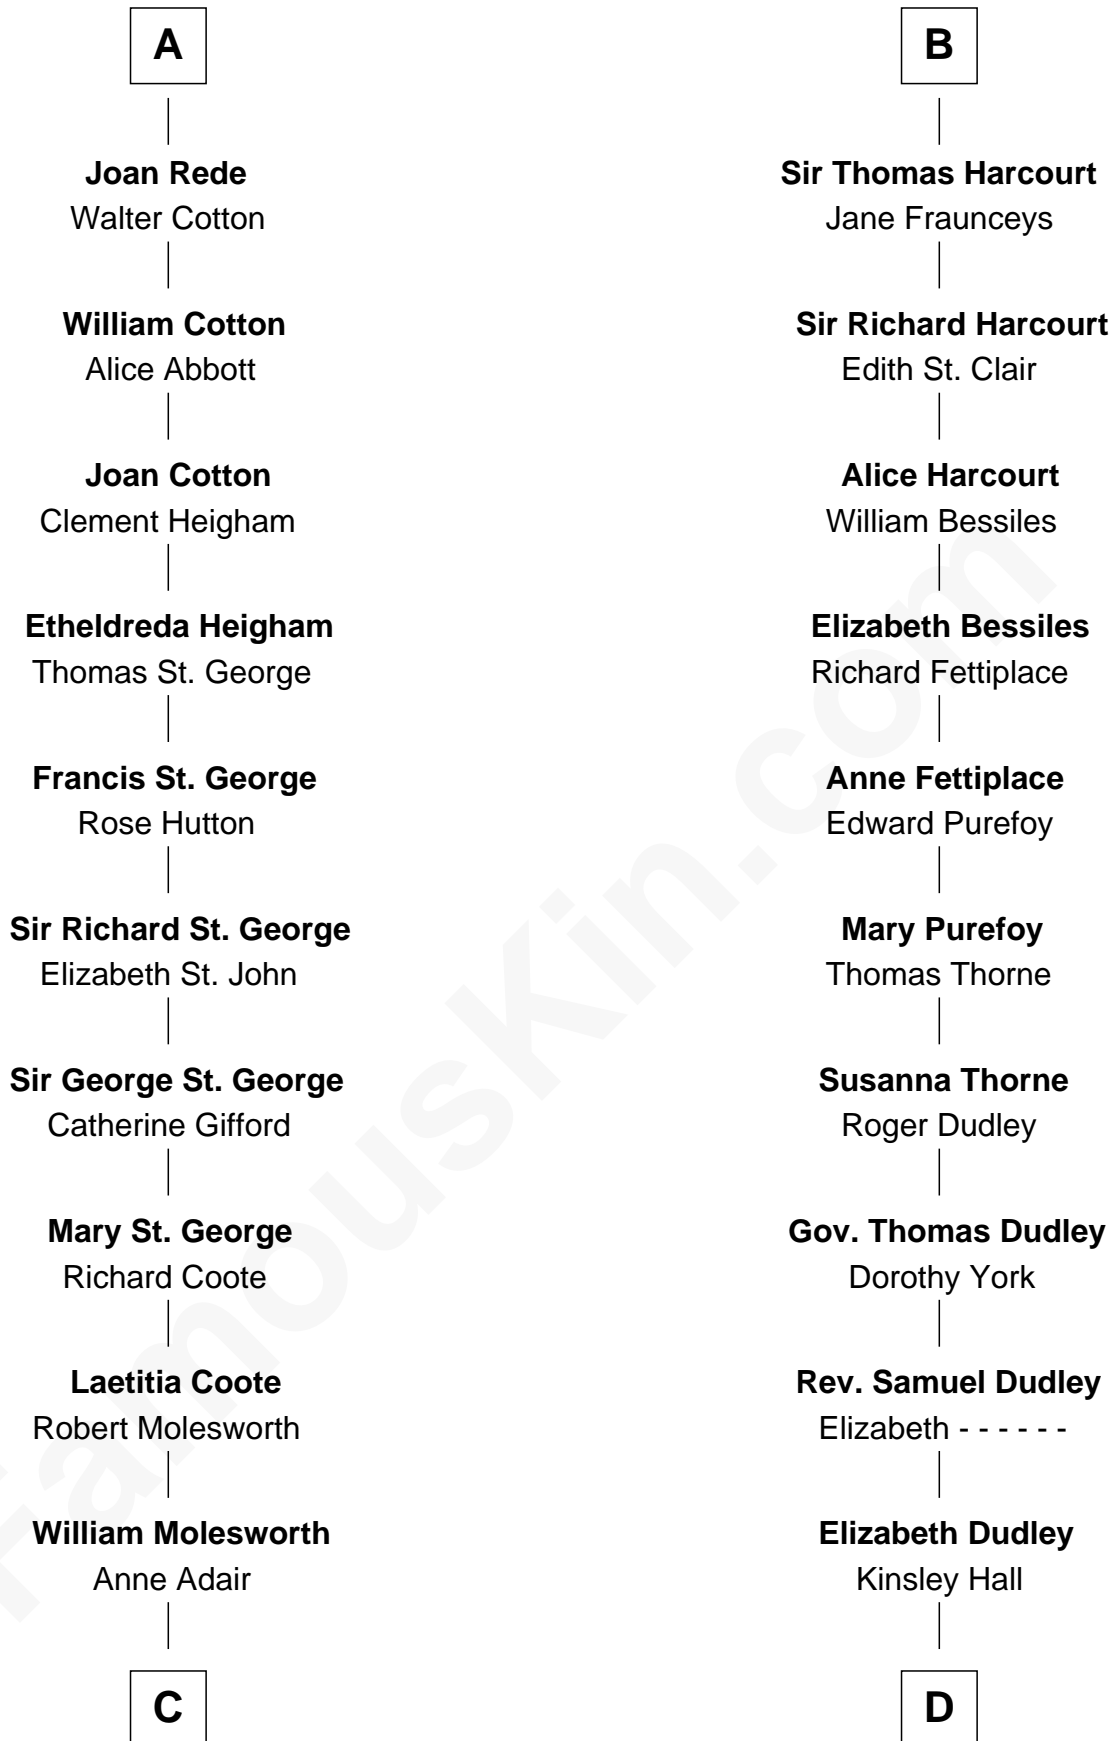 A
Joan Rede
Walter Cotton
William Cotton
Alice Abbott
Joan Cotton
Clement Heigham
Etheldreda Heigham
Thomas St. George
Francis St. George
Rose Hutton
Sir Richard St. George
Elizabeth St. John
Sir George St. George
Catherine Gifford
Mary St. George
Richard Coote
Laetitia Coote
Robert Molesworth
William Molesworth
Anne Adair
C
B
Sir Thomas Harcourt
Jane Fraunceys
Sir Richard Harcourt
Edith St. Clair
Alice Harcourt
William Bessiles
Elizabeth Bessiles
Richard Fettiplace
Anne Fettiplace
Edward Purefoy
Mary Purefoy
Thomas Thorne
Susanna Thorne
Roger Dudley
Gov. Thomas Dudley
Dorothy York
Rev. Samuel Dudley
Elizabeth - - - - - -
Elizabeth Dudley
Kinsley Hall
D
FamousKin.com